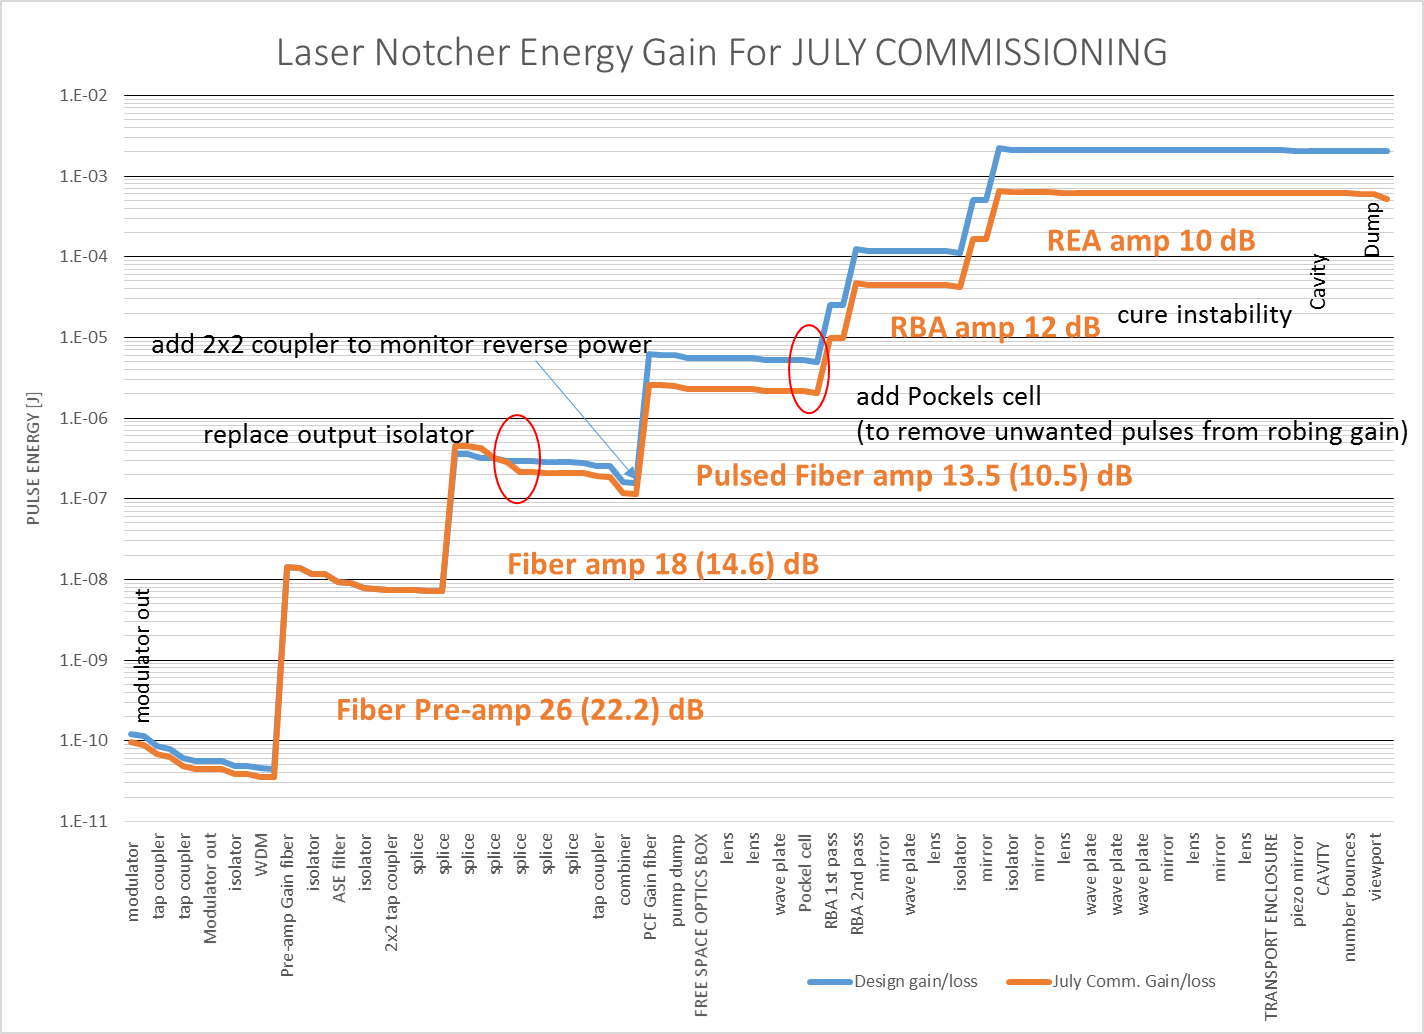 Laser Notcher Energy Gain For JULY COMMISSIONING
1.E-02
1.E-03
1.E-04
1.E-05
1.E-06
1.E-07
1.E-08
1.E-09
1.E-10
1.E-11
PULSE ENERGY [J]
modulator out
Fiber Pre-amp 26 (22.2) dB
Fiber amp 18 (14.6) dB
Pulsed Fiber amp 13.5 (10.5) dB
replace output isolator
add 2x2 coupler to monitor reverse power
add Pockels cell
(to remove unwanted pulses from robing gain)
RBA amp 12 dB
cure instability
REA amp 10 dB
Cavity
Dump
modulator
tap coupler
tap coupler
Modulator out
isolator
WDM
Pre-amp Gain fiber
isolator
ASE filter
isolator
2x2 tap coupler
splice
splice
splice
splice
splice
splice
tap coupler
combiner
PCF Gain fiber
pump dump
FREE SPACE OPTICS BOX
lens
lens
wave plate
Pockel cell
RBA 1st pass
RBA 2nd pass
mirror
wave plate
lens
isolator
mirror
isolator
mirror
lens
wave plate
wave plate
wave plate
mirror
lens
mirror
lens
TRANSPORT ENCLOSURE
piezo mirror
CAVITY
number bounces
viewport
Design gain/loss
July Comm. Gain/loss